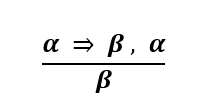 α ⇒ β , α
β